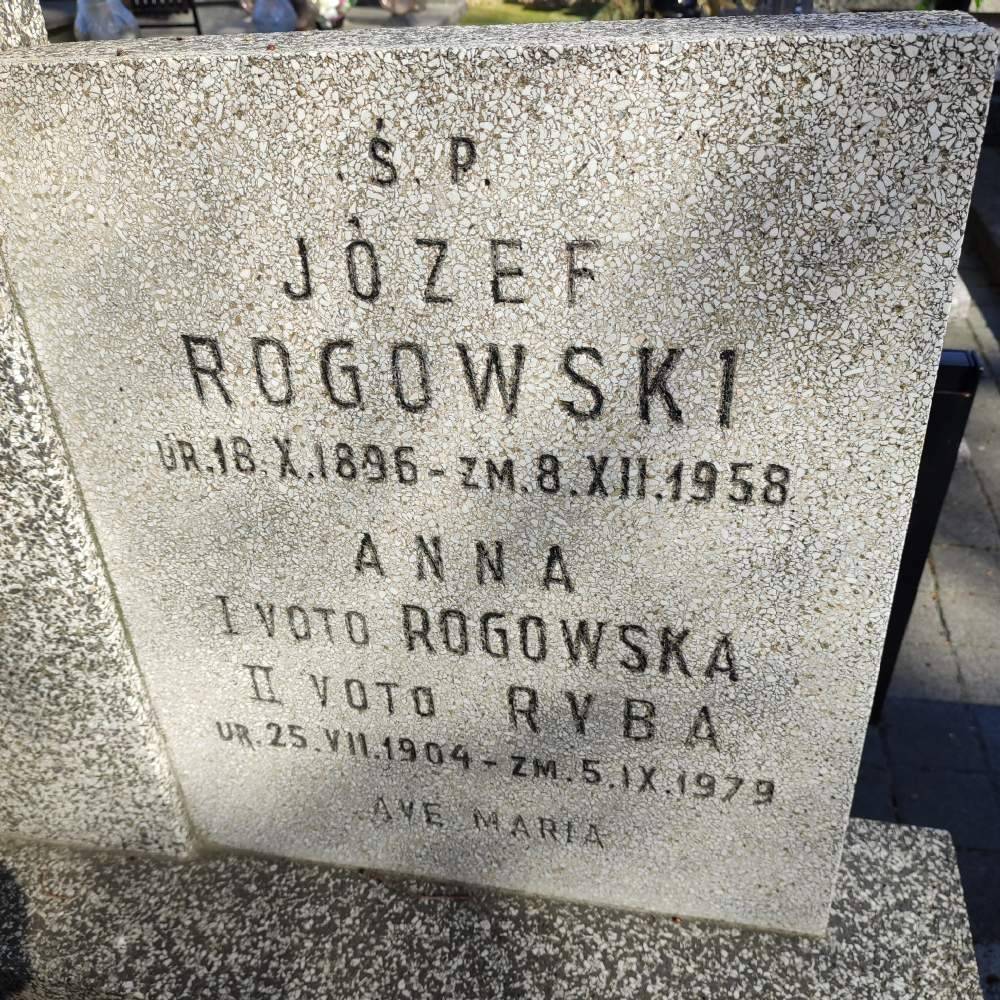 Ś. P.
JÓZEF
ROGOWSKI
UR. 18. X. 1896 - ZM. 8. XII. 1958
ANNA
I VOTO ROGOWSKA
II VOTO RYBA
UR. 25. VII. 1904 - ZM. 5. IX. 1979
AVE MARIA